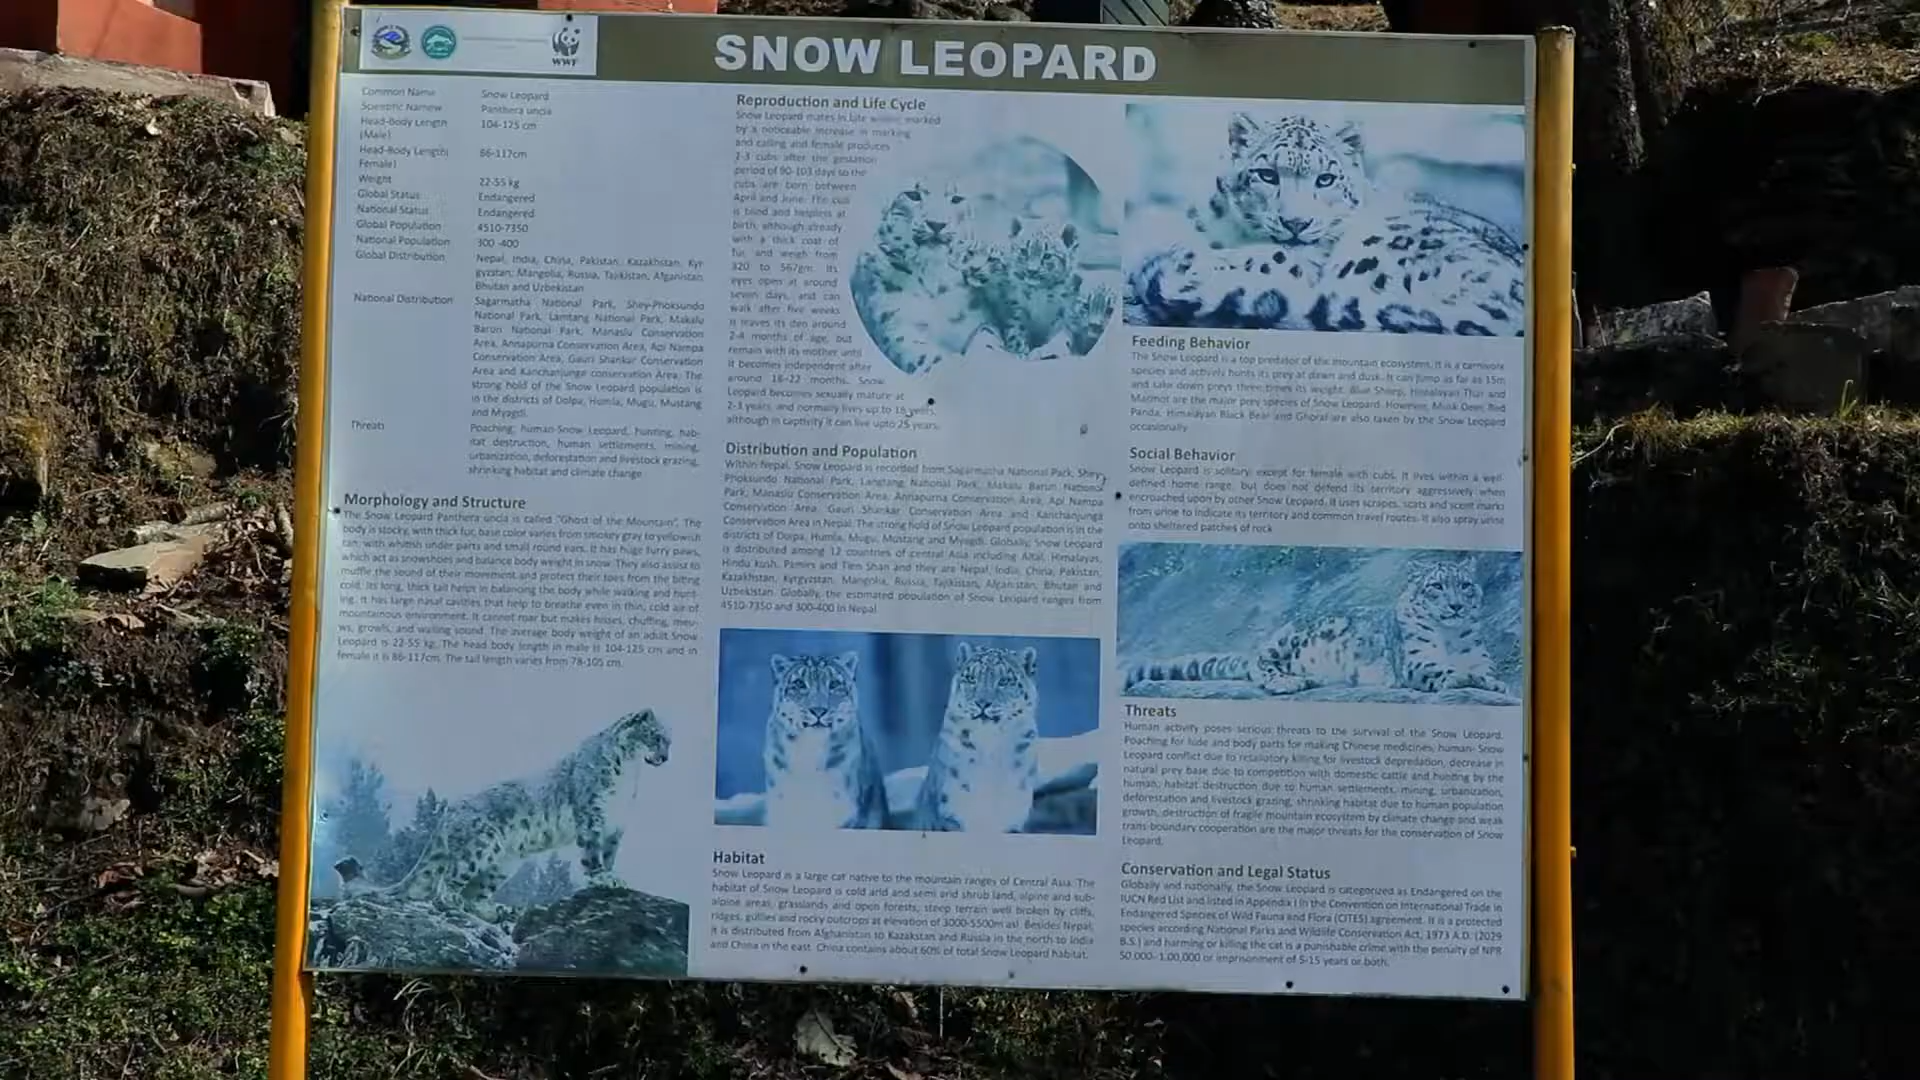 WWF
SNOW LEOPARD
Common Name Snow Leopard
Scientific Namew Panthera uncia
Head-Body Length 104-125 cm
(Male)
Head-Body Length( 86-117cm
Female)
Weight 22-55 kg
Global Status Endangered
National Status Endangered
Global Population 4510-7350
National Population 300 -400
Global Distribution Nepal, India, China, Pakistan, Kazakhstan, Kyr-
gyzstan, Mangolia, Russia, Tajikistan, Afganistan
Bhutan and Uzbekistan
National Distribution Sagarmatha National Park, Shey-Phoksundo
National Park, Lamtang National Park, Makalu
Barun National Park, Manaslu Conservation
Area, Annapurna Conservation Area, Api Nampa
Conservation Area, Gauri Shankar Conservation
Area and Kanchanjunga conservation Area. The
strong hold of the Snow Leopard population is
in the districts of Dolpa, Humla, Mugu, Mustang
and Myagdi.
Threats Poaching, human-Snow Leopard, hunting, hab-
itat destruction, human settlements, mining,
urbanization, deforestation and livestock grazing,
shrinking habitat and climate change
Morphology and Structure
The Snow Leopard Panthera uncia is called "Ghost of the Mountain". The
body is stocky, with thick fur, base color varies from smokey gray to yellowish
tan, with whitish under parts and small round ears. It has huge furry paws,
which act as snowshoes and balance body weight in snow. They also assist to
muffle the sound of their movement and protect their toes from the biting
cold. Its long, thick tail helps in balancing the body while walking and hunt-
ing. It has large nasal cavities that help to breathe even in thin, cold air of
mountainous environment. It cannot roar but makes hisses, chuffing, meu-
ws, growls, and wailing sound. The average body weight of an adult Snow
Leopard is 22-55 kg. The head body length in male is 104-125 cm and in
female it is 86-117cm. The tail length varies from 78-105 cm.
Reproduction and Life Cycle
Snow Leopard mates in late winter, marked
by a noticeable increase in marking
and calling and female produces
2-3 cubs after the gestation
period of 90-103 days so the
cubs are born between
April and June. The cub
is blind and helpless at
birth, although already
with a thick coat of
fur, and weigh from
320 to 567gm. Its
eyes open at around
seven days, and can
walk after five weeks
It leaves its den around
2-4 months of age, but
remain with its mother until
it becomes independent after
around 18-22 months. Snow
Leopard becomes sexually mature at
2-3 years, and normally lives up to 18 years,
although in captivity it can live upto 25 years.
Distribution and Population
Within Nepal, Snow Leopard is recorded from Sagarmatha National Park, Shey-
Phoksundo National Park, Langtang National Park, Makalu Barun National
Park, Manaslu Conservation Area, Annapurna Conservation Area, Api Nampa
Conservation Area, Gauri Shankar Conservation Area and Kanchanjunga
Conservation Area in Nepal. The strong hold of Snow Leopard population is in the
districts of Dolpa, Humla, Mugu, Mustang and Myagdi. Globally, Snow Leopard
is distributed among 12 countries of central Asia including Altai, Himalayas,
Hindu kush, Pamirs and Tien Shan and they are Nepal, India, China, Pakistan,
Kazakhstan, Kyrgyzstan, Mangolia, Russia, Tajikistan, Afganistan, Bhutan and
Uzbekistan. Globally, the estimated population of Snow Leopard ranges from
4510-7350 and 300-400 in Nepal.
Habitat
Snow Leopard is a large cat native to the mountain ranges of Central Asia. The
habitat of Snow Leopard is cold arid and semi arid shrub land, alpine and sub-
alpine areas, grasslands and open forests, steep terrain well broken by cliffs,
ridges, gullies and rocky outcrops at elevation of 3000-5500m asl. Besides Nepal,
it is distributed from Afghanistan to Kazakstan and Russia in the north to India
and China in the east. China contains about 60% of total Snow Leopard habitat.
Feeding Behavior
The Snow Leopard is a top predator of the mountain ecosystem. It is a carnivore
species and actively hunts its prey at dawn and dusk. It can jump as far as 15m
and take down preys three times its weight. Blue Sheep, Himalayan Thar and
Marmot are the major prey species of Snow Leopard. However, Musk Deer, Red
Panda, Himalayan Black Bear and Ghoral are also taken by the Snow Leopard
occasionally.
Social Behavior
Snow Leopard is solitary, except for female with cubs. It lives within a well-
defined home range, but does not defend its territory aggressively when
encroached upon by other Snow Leopard. It uses scrapes, scats and scent marks
from urine to indicate its territory and common travel routes. It also spray urine
onto sheltered patches of rock
Threats
Human activity poses serious threats to the survival of the Snow Leopard.
Poaching for hide and body parts for making Chinese medicines, human- Snow
Leopard conflict due to retaliatory killing for livestock depredation, decrease in
natural prey base due to competition with domestic cattle and hunting by the
human, habitat destruction due to human settlements, mining, urbanization,
deforestation and livestock grazing, shrinking habitat due to human population
growth, destruction of fragile mountain ecosystem by climate change and weak
trans-boundary cooperation are the major threats for the conservation of Snow
Leopard.
Conservation and Legal Status
Globally and nationally, the Snow Leopard is categorized as Endangered on the
IUCN Red List and listed in Appendix I in the Convention on International Trade in
Endangered Species of Wild Fauna and Flora (CITES) agreement. It is a protected
species according National Parks and Wildlife Conservation Act, 1973 A.D. (2029
B.S.) and harming or killing the cat is a punishable crime with the penalty of NPR
50,000- 1,00,000 or imprisonment of 5-15 years or both.